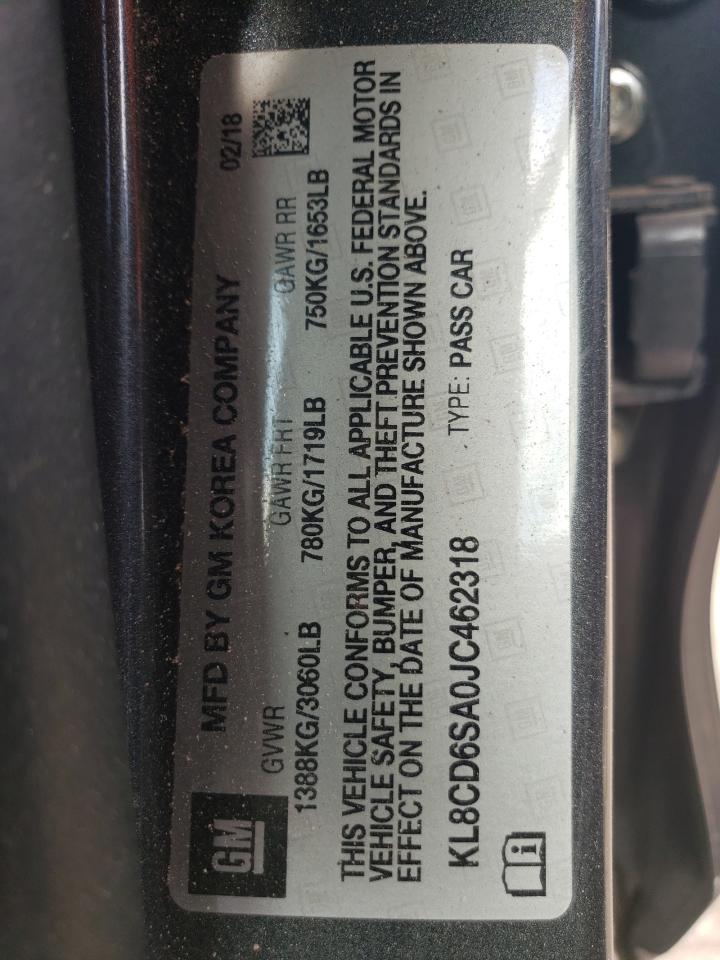 GM
MFD BY GM KOREA COMPANY 02/18
GVWR GAWR FRT GAWR RR
1388KG/3060LB 780KG/1719LB 750KG/1653LB
THIS VEHICLE CONFORMS TO ALL APPLICABLE U.S. FEDERAL MOTOR
VEHICLE SAFETY, BUMPER, AND THEFT PREVENTION STANDARDS IN
EFFECT ON THE DATE OF MANUFACTURE SHOWN ABOVE.
KL8CD6SA0JC462318 TYPE: PASS CAR
i